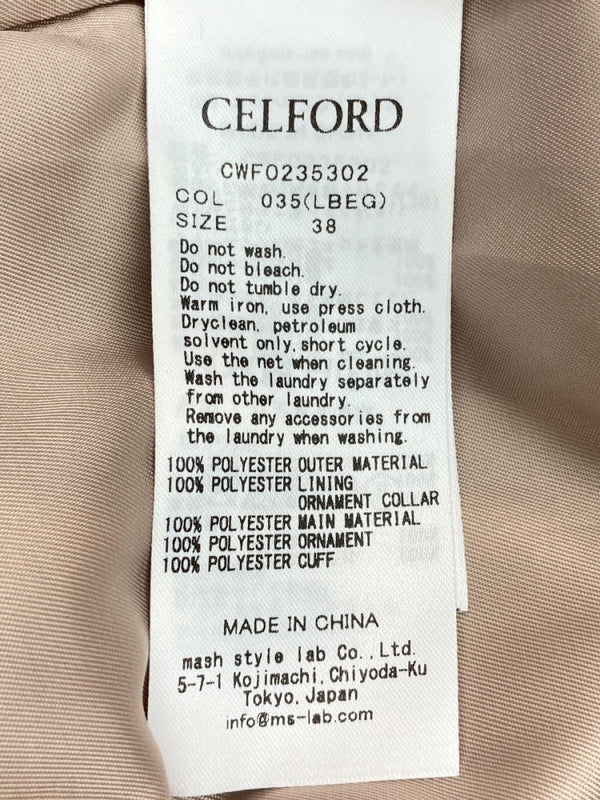 CELFORD
CWF0235302
COL 035(LBEG)
SIZE 38
Do not wash.
Do not bleach.
Do not tumble dry.
Warm iron, use press cloth.
Dryclean, petroleum
solvent only,short cycle.
Use the net when cleaning.
Wash the laundry separately
from other laundry.
Remove any accessories from
the laundry when washing.
100% POLYESTER OUTER MATERIAL
100% POLYESTER LINING
ORNAMENT COLLAR
100% POLYESTER MAIN MATERIAL
100% POLYESTER ORNAMENT
100% POLYESTER CUFF
MADE IN CHINA
mash style lab Co.,Ltd.
5-7-1 Kojimachi,Chiyoda-Ku
Tokyo,Japan
info@ms-lab.com